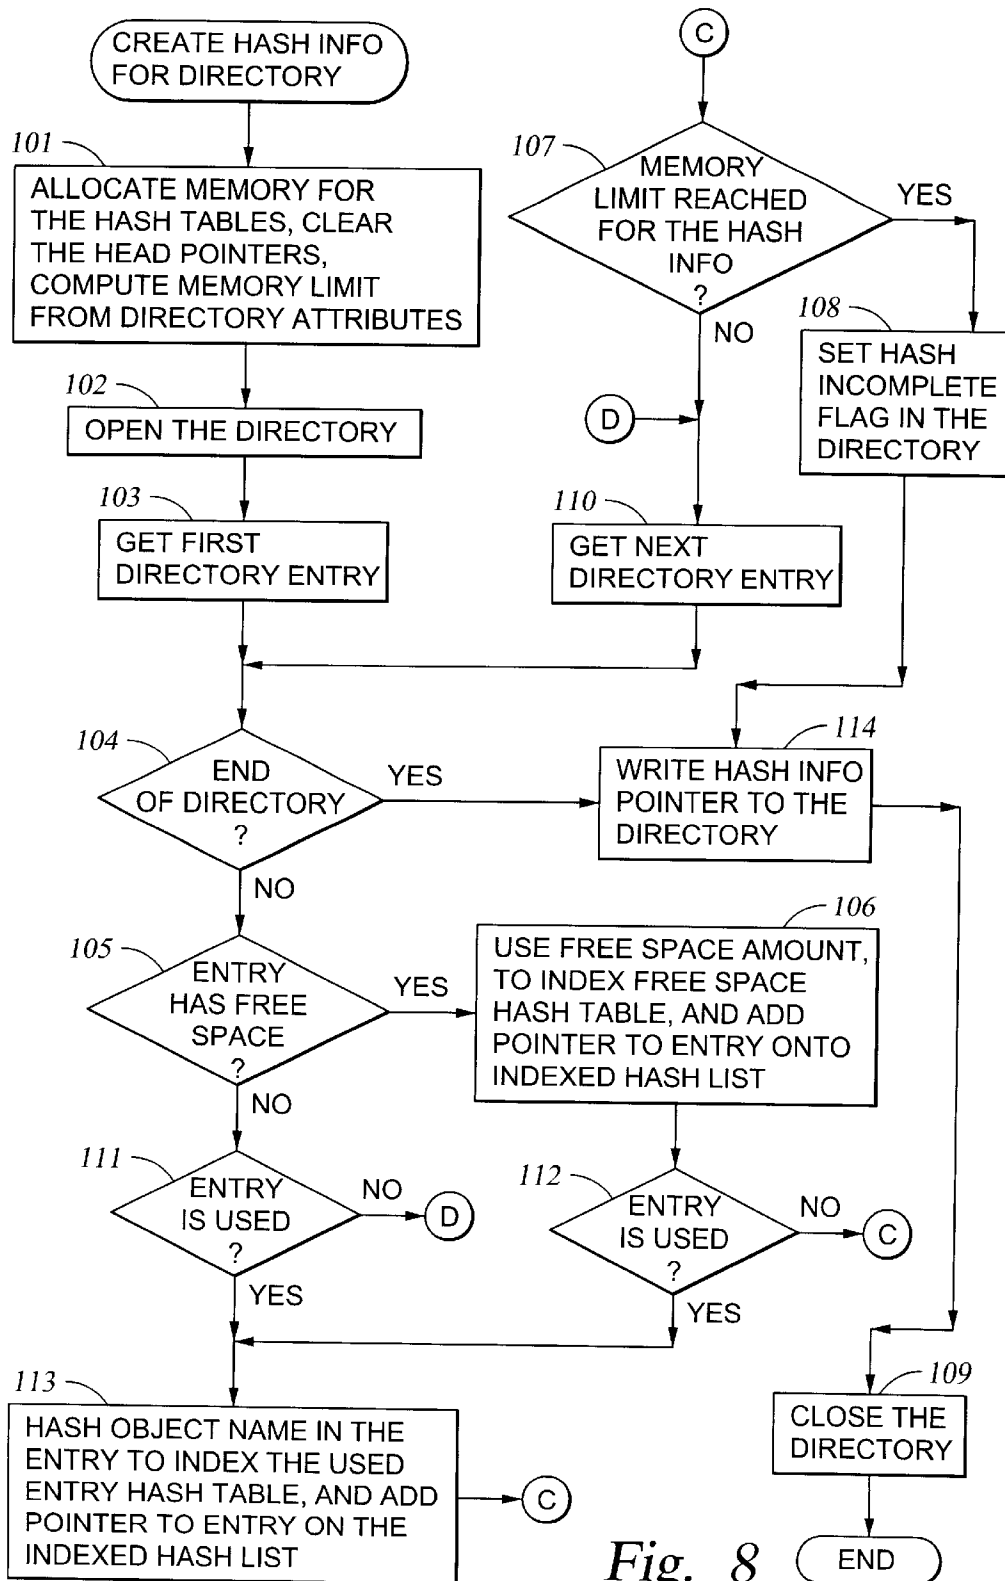 CREATE HASH INFO
FOR DIRECTORY
101
ALLOCATE MEMORY FOR
THE HASH TABLES, CLEAR
THE HEAD POINTERS,
COMPUTE MEMORY LIMIT
FROM DIRECTORY ATTRIBUTES
102
OPEN THE DIRECTORY
103
GET FIRST
DIRECTORY ENTRY
C
107
MEMORY
LIMIT REACHED
FOR THE HASH
INFO
?
YES
NO
108
SET HASH
INCOMPLETE
FLAG IN THE
DIRECTORY
D
110
GET NEXT
DIRECTORY ENTRY
104
END
OF DIRECTORY
?
YES
NO
114
WRITE HASH INFO
POINTER TO THE
DIRECTORY
105
ENTRY
HAS FREE
SPACE
?
YES
NO
106
USE FREE SPACE AMOUNT,
TO INDEX FREE SPACE
HASH TABLE, AND ADD
POINTER TO ENTRY ONTO
INDEXED HASH LIST
111
ENTRY
IS USED
?
NO
D
YES
112
ENTRY
IS USED
?
NO
C
YES
113
HASH OBJECT NAME IN THE
ENTRY TO INDEX THE USED
ENTRY HASH TABLE, AND ADD
POINTER TO ENTRY ON THE
INDEXED HASH LIST
C
109
CLOSE THE
DIRECTORY
END
Fig. 8